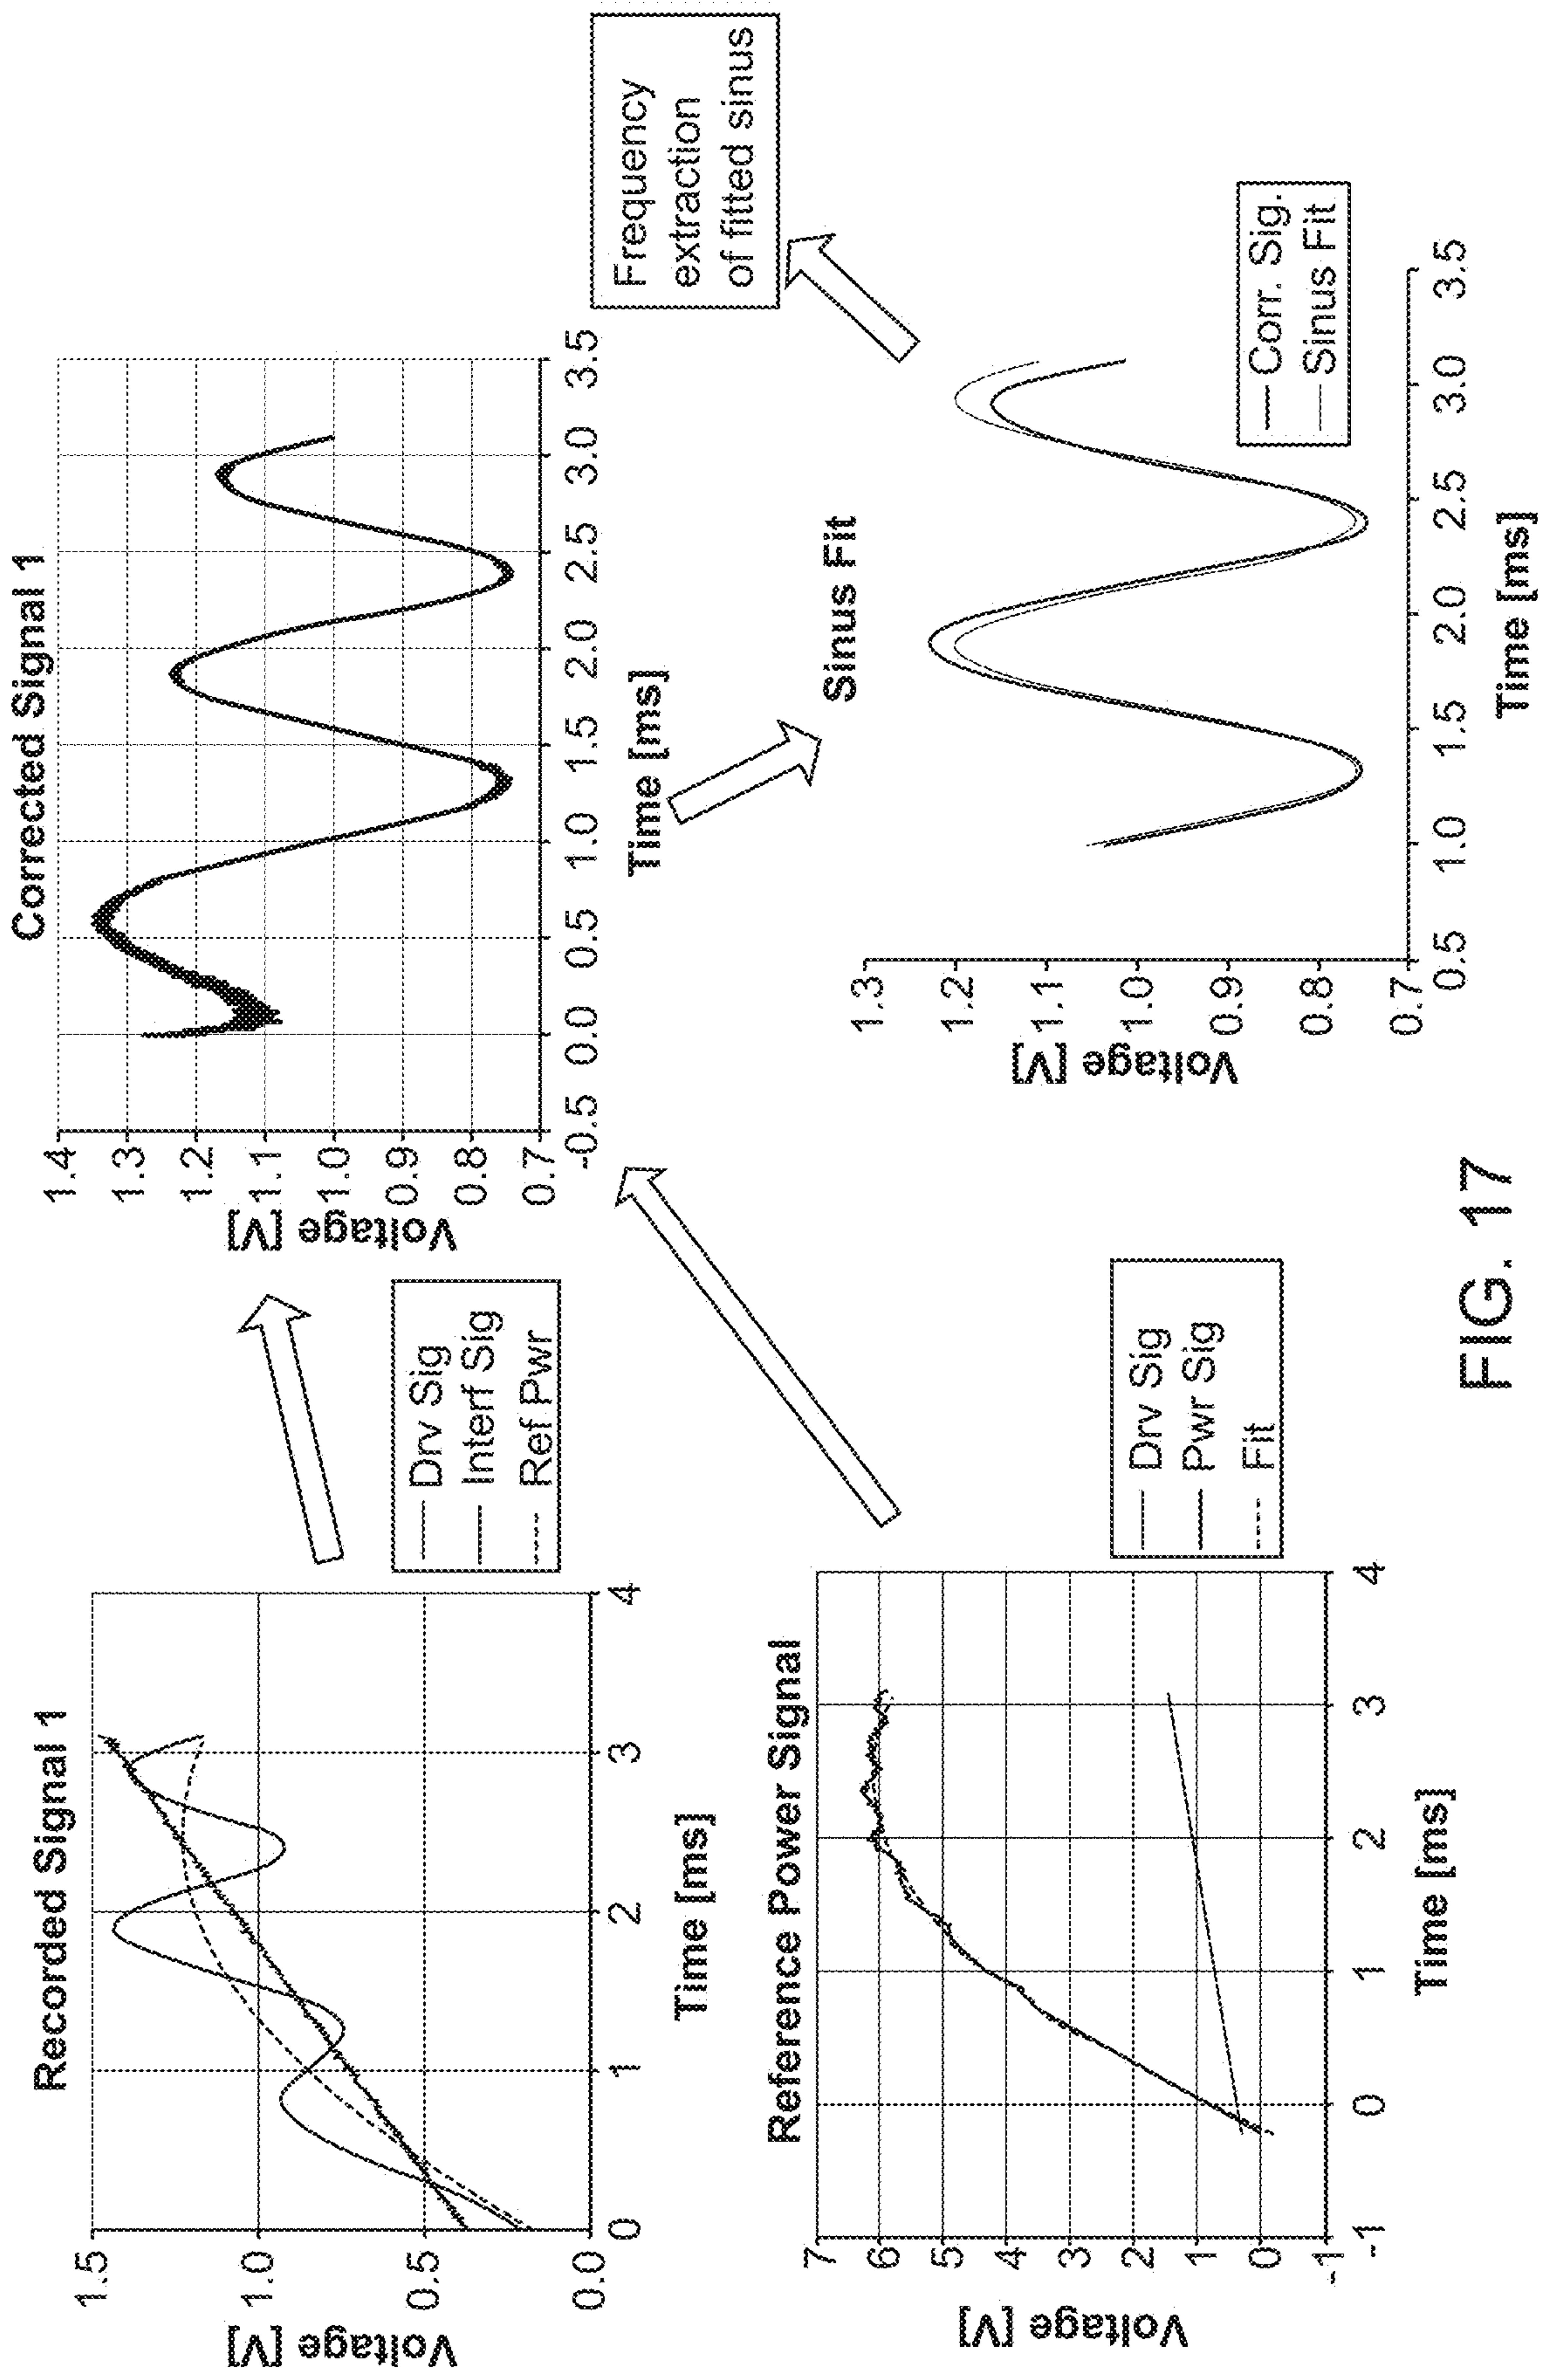 Recorded Signal 1
Voltage [V]
1.5
1.0
0.5
0.0
0 1 2 3 4
Time [ms]
Drv Sig
Interf Sig
Ref Pwr
Corrected Signal 1
Voltage [V]
1.4
1.3
1.2
1.1
1.0
0.9
0.8
0.7
-0.5 0.0 0.5 1.0 1.5 2.0 2.5 3.0 3.5
Time [ms]
Frequency
extraction
of fitted sinus
Reference Power Signal
Voltage [V]
7
6
5
4
3
2
1
0
-1
-1 0 1 2 3 4
Time [ms]
Drv Sig
Pwr Sig
Fit
Sinus Fit
Voltage [V]
1.3
1.2
1.1
1.0
0.9
0.8
0.7
0.5 1.0 1.5 2.0 2.5 3.0 3.5
Time [ms]
Corr. Sig.
Sinus Fit
FIG. 17